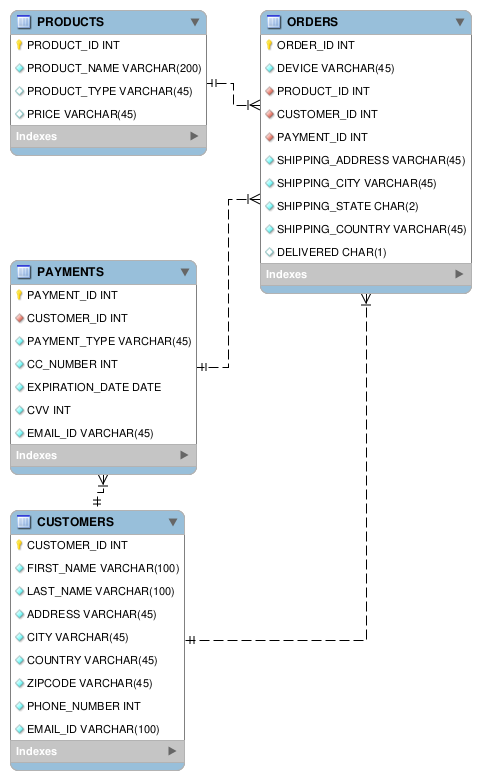 PRODUCTS
PRODUCT_ID INT
PRODUCT_NAME VARCHAR(200)
PRODUCT_TYPE VARCHAR(45)
PRICE VARCHAR(45)
Indexes
ORDERS
ORDER_ID INT
DEVICE VARCHAR(45)
PRODUCT_ID INT
CUSTOMER_ID INT
PAYMENT_ID INT
SHIPPING_ADDRESS VARCHAR(45)
SHIPPING_CITY VARCHAR(45)
SHIPPING_STATE CHAR(2)
SHIPPING_COUNTRY VARCHAR(45)
DELIVERED CHAR(1)
Indexes
PAYMENTS
PAYMENT_ID INT
CUSTOMER_ID INT
PAYMENT_TYPE VARCHAR(45)
CC_NUMBER INT
EXPIRATION_DATE DATE
CVV INT
EMAIL_ID VARCHAR(45)
Indexes
CUSTOMERS
CUSTOMER_ID INT
FIRST_NAME VARCHAR(100)
LAST_NAME VARCHAR(100)
ADDRESS VARCHAR(45)
CITY VARCHAR(45)
COUNTRY VARCHAR(45)
ZIPCODE VARCHAR(45)
PHONE_NUMBER INT
EMAIL_ID VARCHAR(100)
Indexes